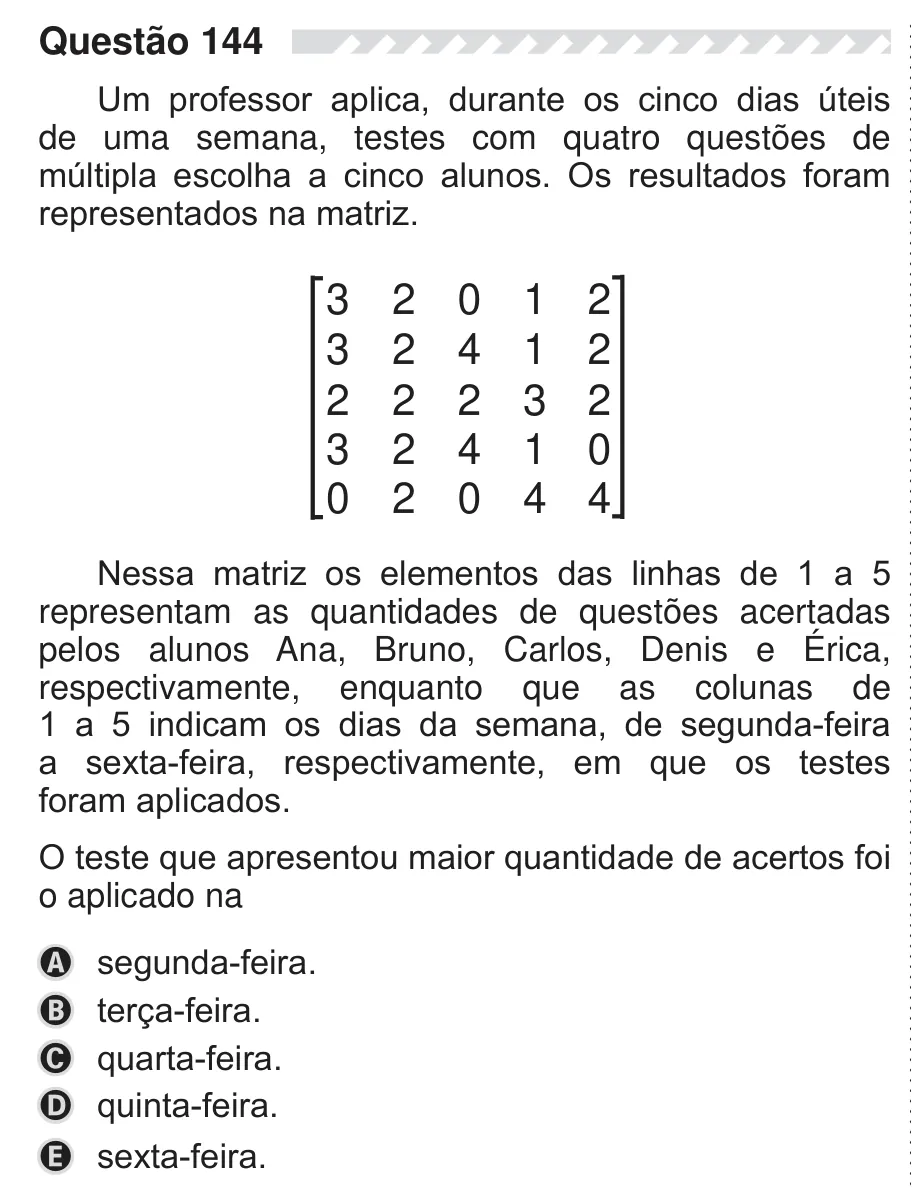 Questão 144
Um professor aplica, durante os cinco dias úteis
de uma semana, testes com quatro questões de
múltipla escolha a cinco alunos. Os resultados foram
representados na matriz.
3 2 0 1 2
3 2 4 1 2
2 2 2 3 2
3 2 4 1 0
0 2 0 4 4
Nessa matriz os elementos das linhas de 1 a 5
representam as quantidades de questões acertadas
pelos alunos Ana, Bruno, Carlos, Denis e Érica,
respectivamente, enquanto que as colunas de
1 a 5 indicam os dias da semana, de segunda-feira
a sexta-feira, respectivamente, em que os testes
foram aplicados.
O teste que apresentou maior quantidade de acertos foi
o aplicado na
A segunda-feira.
B terça-feira.
C quarta-feira.
D quinta-feira.
E sexta-feira.